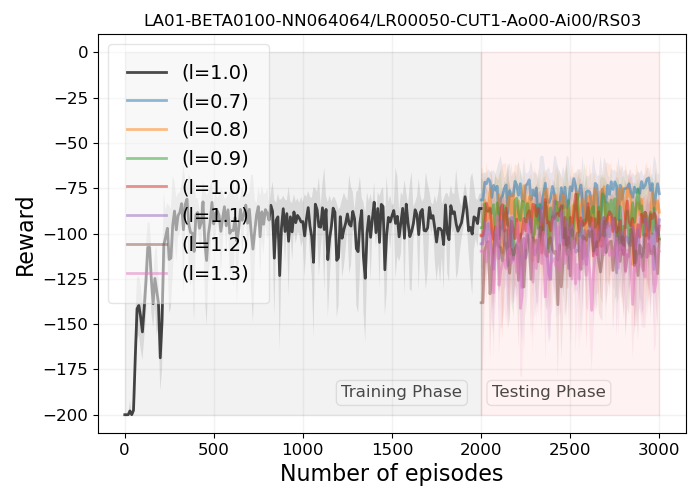 LA01-BETA0100-NN064064/LR00050-CUT1-Ao00-Ai00/RS03
0
−25
−50
−75
−100
−125
−150
−175
−200
Reward
(l=1.0)
(l=0.7)
(l=0.8)
(l=0.9)
(l=1.0)
(l=1.1)
(l=1.2)
(l=1.3)
Training Phase
Testing Phase
0
500
1000
1500
2000
2500
3000
Number of episodes